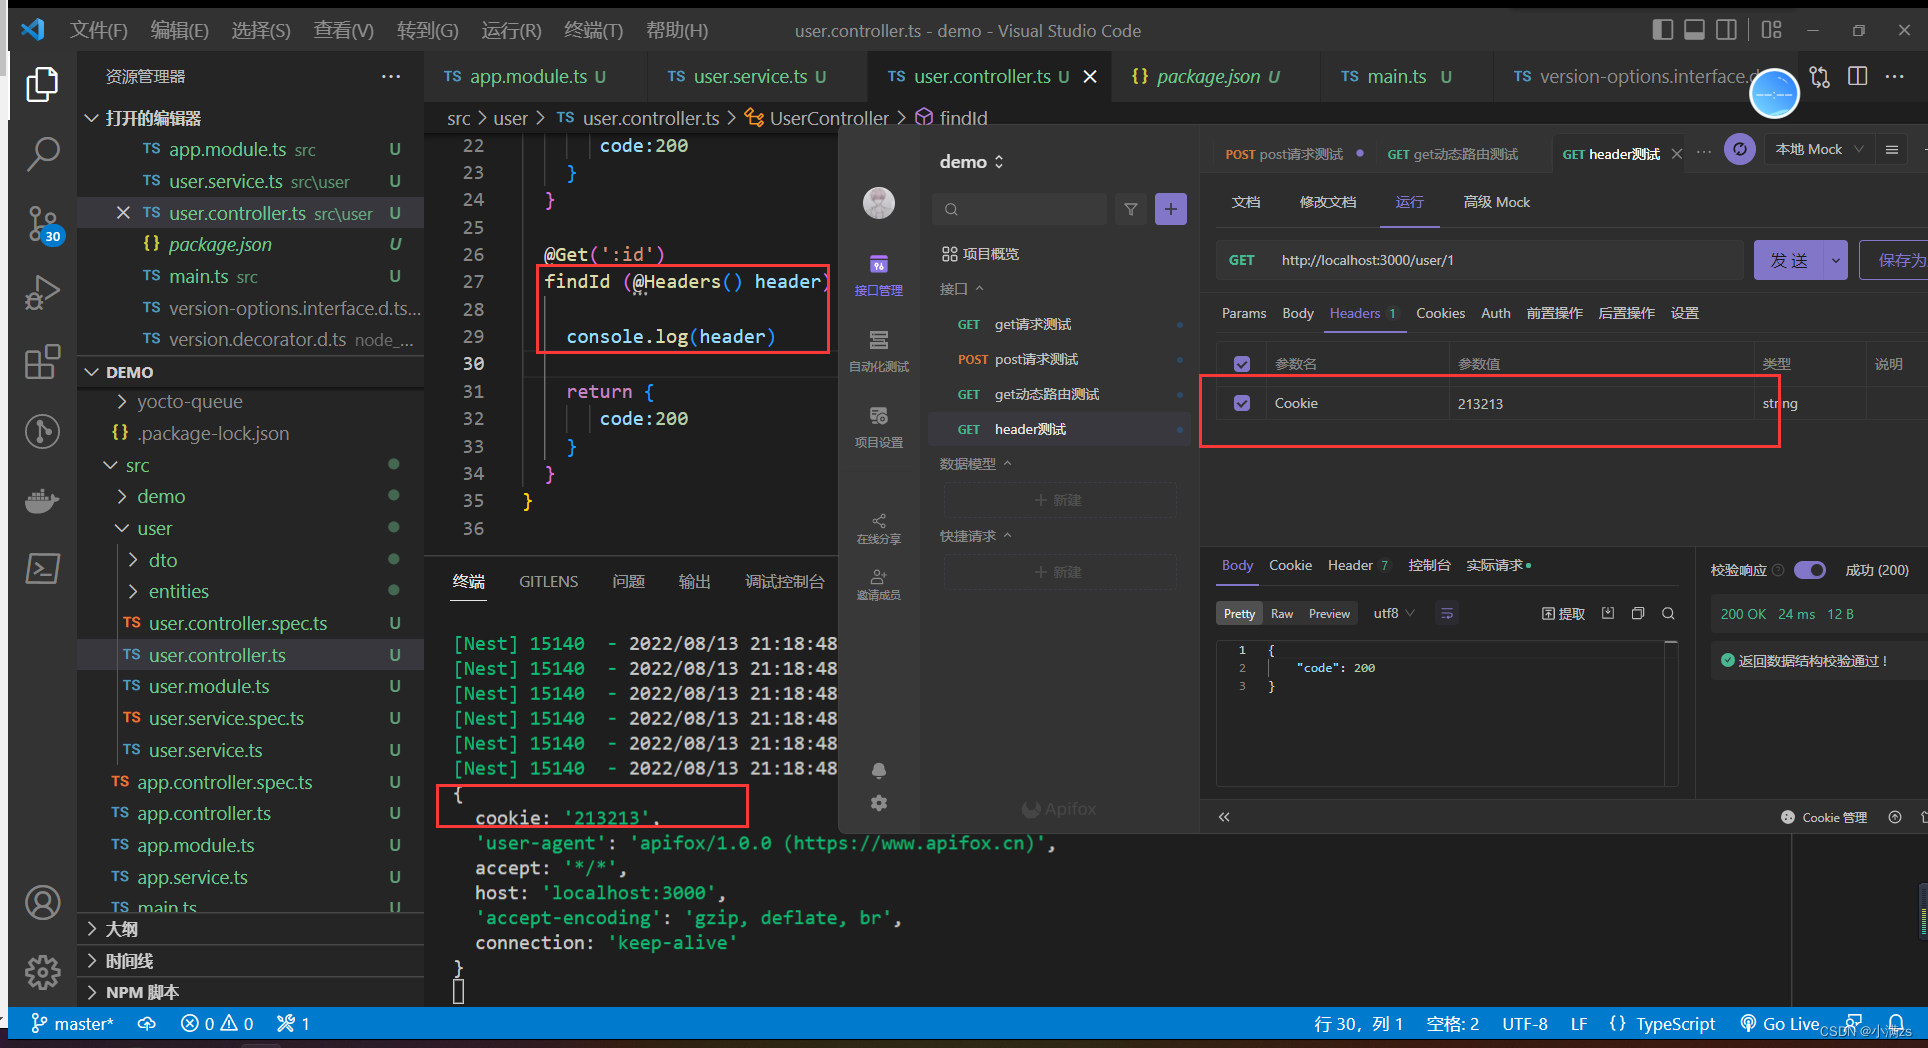 文件(F) 编辑(E) 选择(S) 查看(V) 转到(G) 运行(R) 终端(T) 帮助(H)
user.controller.ts - demo - Visual Studio Code
资源管理器
打开的编辑器
TS app.module.ts src U
TS user.service.ts src\user U
TS user.controller.ts src\user U
{} package.json U
TS main.ts src U
TS version-options.interface.d.ts...
TS version.decorator.d.ts node_...
DEMO
yocto-queue
{} .package-lock.json
src
demo
user
dto
entities
TS user.controller.spec.ts U
TS user.controller.ts U
TS user.module.ts U
TS user.service.spec.ts U
TS user.service.ts U
TS app.controller.spec.ts U
TS app.controller.ts U
TS app.module.ts U
TS app.service.ts U
TS main.ts U
大纲
时间线
NPM 脚本
30
TS app.module.ts U
TS user.service.ts U
TS user.controller.ts U
{} package.json U
TS main.ts U
TS version-options.interface.d
src > user > TS user.controller.ts > UserController > findId
22 code:200
23 }
24 }
25
26 @Get(':id')
27 findId (@Headers() header)
28
29 console.log(header)
30
31 return {
32 code:200
33 }
34 }
35 }
36
终端 GITLENS 问题 输出 调试控制台
[Nest] 15140 - 2022/08/13 21:18:48
[Nest] 15140 - 2022/08/13 21:18:48
[Nest] 15140 - 2022/08/13 21:18:48
[Nest] 15140 - 2022/08/13 21:18:48
[Nest] 15140 - 2022/08/13 21:18:48
[Nest] 15140 - 2022/08/13 21:18:48
{
cookie: '213213',
'user-agent': 'apifox/1.0.0 (https://www.apifox.cn)',
accept: '*/*',
host: 'localhost:3000',
'accept-encoding': 'gzip, deflate, br',
connection: 'keep-alive'
}
接口管理
自动化测试
项目设置
在线分享
邀请成员
demo
项目概览
接口
GET get请求测试
POST post请求测试
GET get动态路由测试
GET header测试
数据模型
+ 新建
快捷请求
+ 新建
Apifox
POST post请求测试
GET get动态路由测试
GET header测试
本地 Mock
文档 修改文档 运行 高级 Mock
GET http://localhost:3000/user/1
发 送
保存为
Params Body Headers 1 Cookies Auth 前置操作 后置操作 设置
参数名 参数值 类型 说明
Cookie 213213 string
Body Cookie Header 7 控制台 实际请求
Pretty Raw Preview utf8
提取
1 {
2 "code": 200
3 }
校验响应 成功 (200)
200 OK 24 ms 12 B
返回数据结构校验通过！
Cookie 管理
master*
0 0 1
行 30，列 1 空格: 2 UTF-8 LF {} TypeScript Go Live
CSDN @小满zs